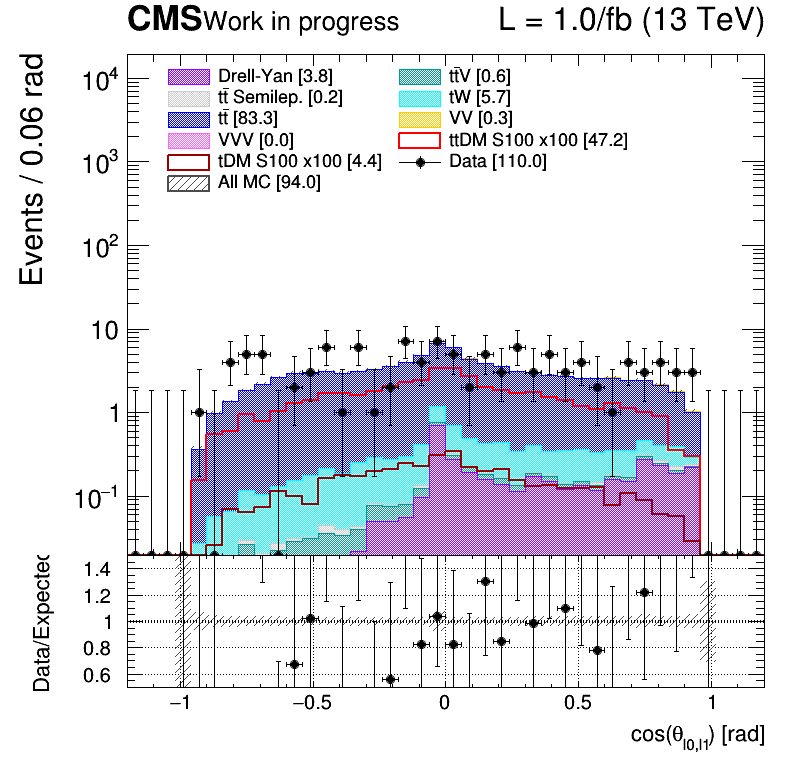 CMS Work in progress L = 1.0/fb (13 TeV)
Drell-Yan [3.8] tt̄V [0.6]
tt̄ Semilep. [0.2] tW [5.7]
tt̄ [83.3] VV [0.3]
VVV [0.0] ttDM S100 x100 [47.2]
tDM S100 x100 [4.4] Data [110.0]
All MC [94.0]
Events / 0.06 rad
10⁴
10³
10²
10
1
10⁻¹
Data/Expected
1.4
1.2
1
0.8
0.6
−1 −0.5 0 0.5 1
cos(θ_l0,l1) [rad]